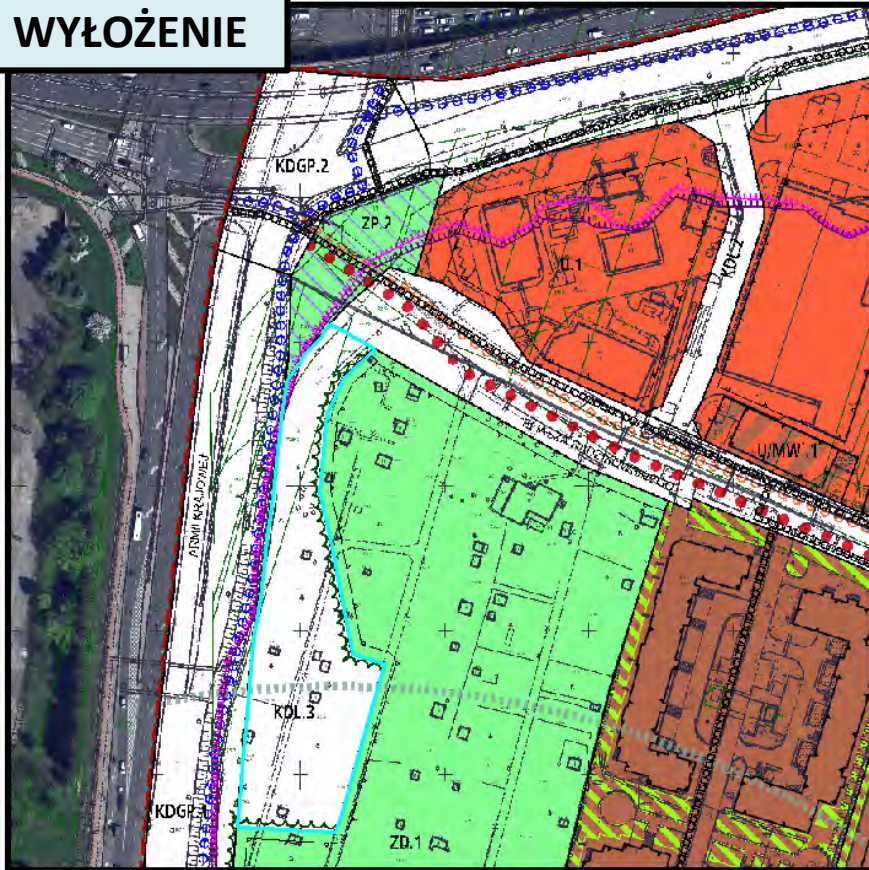 WYŁOŻENIE
KDGP.2
ZP.2
U.1
KDL.2
U/MW.1
ARMII KRAJOWEJ
KDL.3
KDGP.1
ZD.1